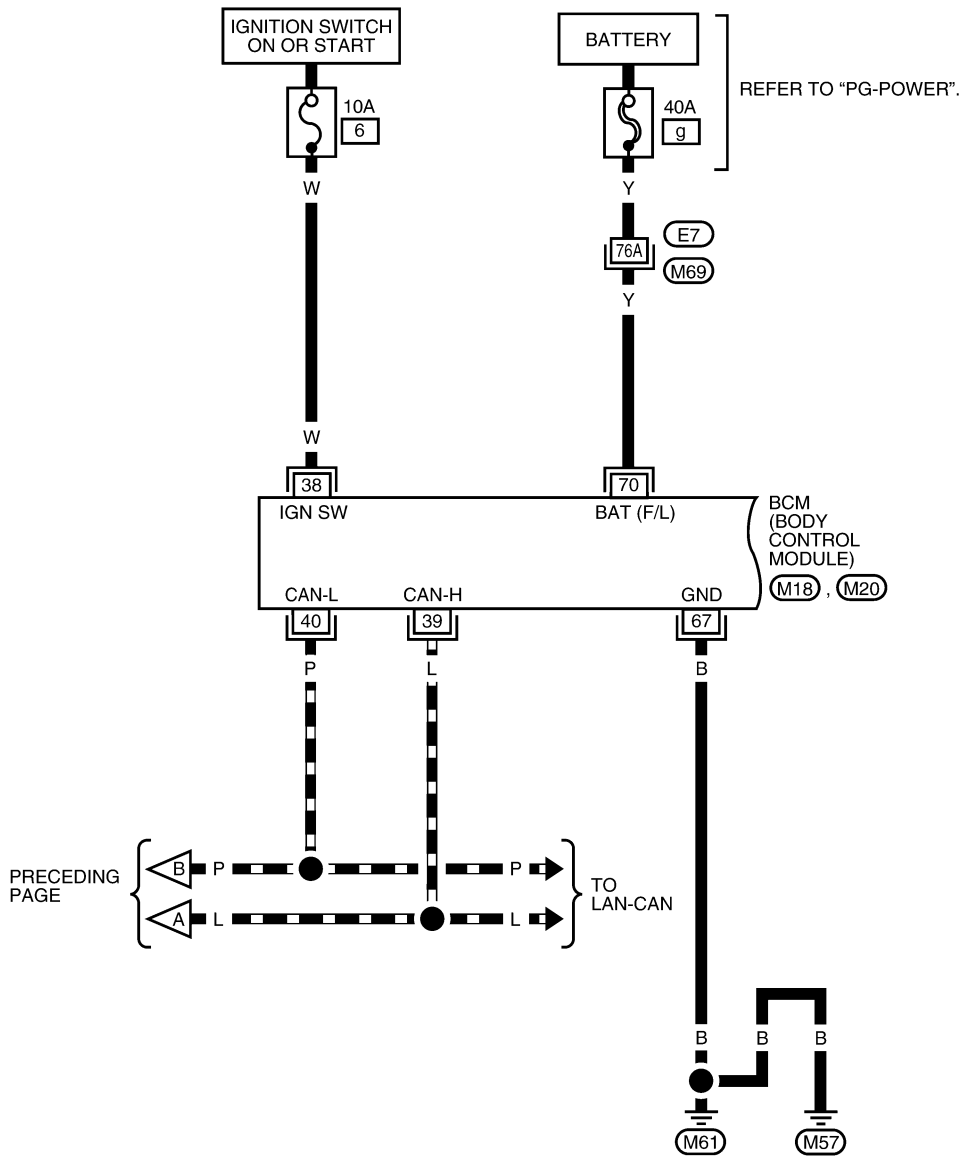 IGNITION SWITCH
ON OR START
BATTERY
REFER TO “PG-POWER”.
10A
6
40A
g
W
Y
76A
E7
M69
Y
W
38
70
IGN SW
BAT (F/L)
BCM
(BODY
CONTROL
MODULE)
M18 , M20
CAN-L
CAN-H
GND
40
39
67
P
L
B
PRECEDING
PAGE
B
P
P
A
L
L
TO
LAN-CAN
B
B
B
M61
M57